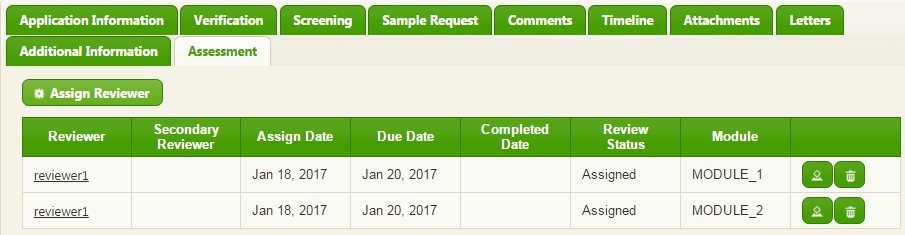 Application Information Verification Screening Sample Request Comments Timeline Attachments Letters
Additional Information Assessment
Assign Reviewer
Reviewer Secondary Reviewer Assign Date Due Date Completed Date Review Status Module
reviewer1 Jan 18, 2017 Jan 20, 2017 Assigned MODULE_1
reviewer1 Jan 18, 2017 Jan 20, 2017 Assigned MODULE_2